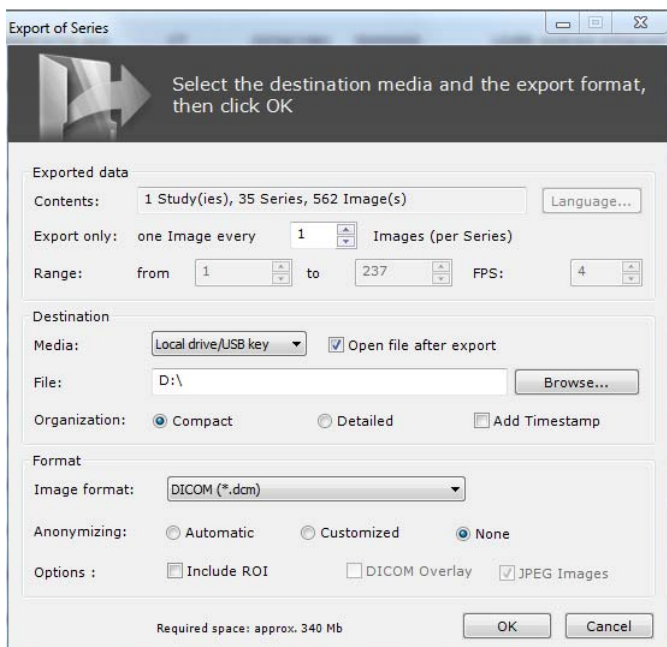 Export of Series
Select the destination media and the export format,
then click OK
Exported data
Contents: 1 Study(ies), 35 Series, 562 Image(s) Language...
Export only: one Image every 1 Images (per Series)
Range: from 1 to 237 FPS: 4
Destination
Media: Local drive/USB key Open file after export
File: D:\ Browse...
Organization: Compact Detailed Add Timestamp
Format
Image format: DICOM (*.dcm)
Anonymizing: Automatic Customized None
Options : Include ROI DICOM Overlay JPEG Images
Required space: approx. 340 Mb OK Cancel